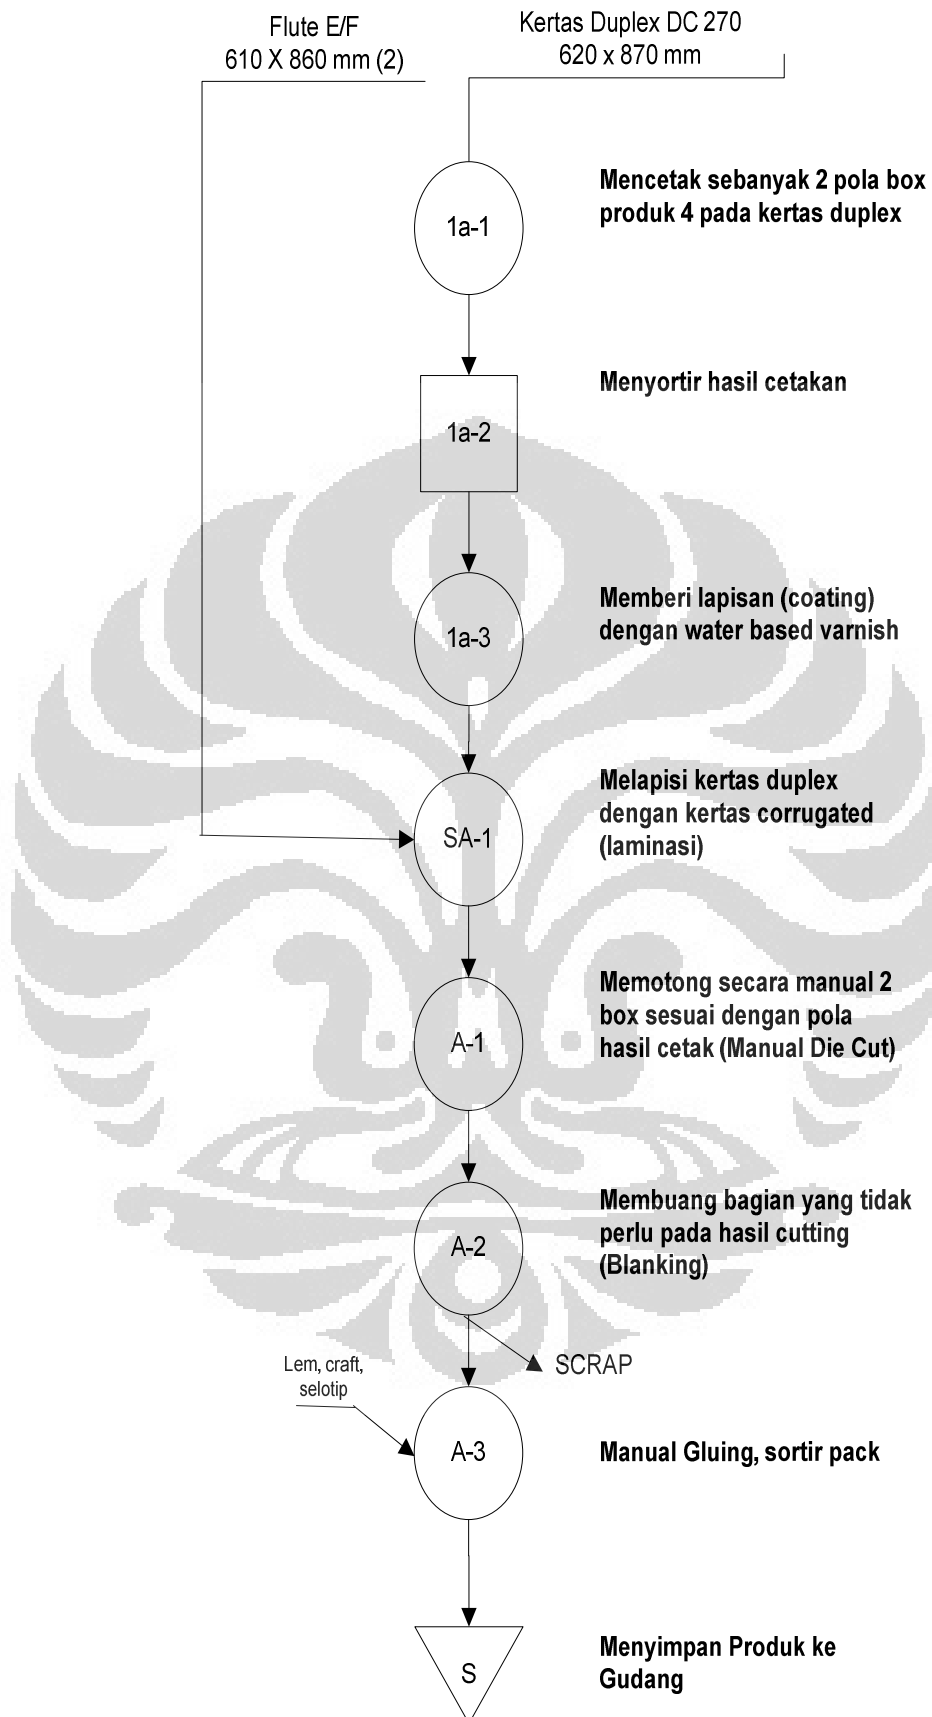 Flute E/F
610 X 860 mm (2)
Kertas Duplex DC 270
620 x 870 mm
1a-1
Mencetak sebanyak 2 pola box
produk 4 pada kertas duplex
1a-2
Menyortir hasil cetakan
1a-3
Memberi lapisan (coating)
dengan water based varnish
SA-1
Melapisi kertas duplex
dengan kertas corrugated
(laminasi)
A-1
Memotong secara manual 2
box sesuai dengan pola
hasil cetak (Manual Die Cut)
A-2
Membuang bagian yang tidak
perlu pada hasil cutting
(Blanking)
SCRAP
Lem, craft,
selotip
A-3
Manual Gluing, sortir pack
S
Menyimpan Produk ke
Gudang